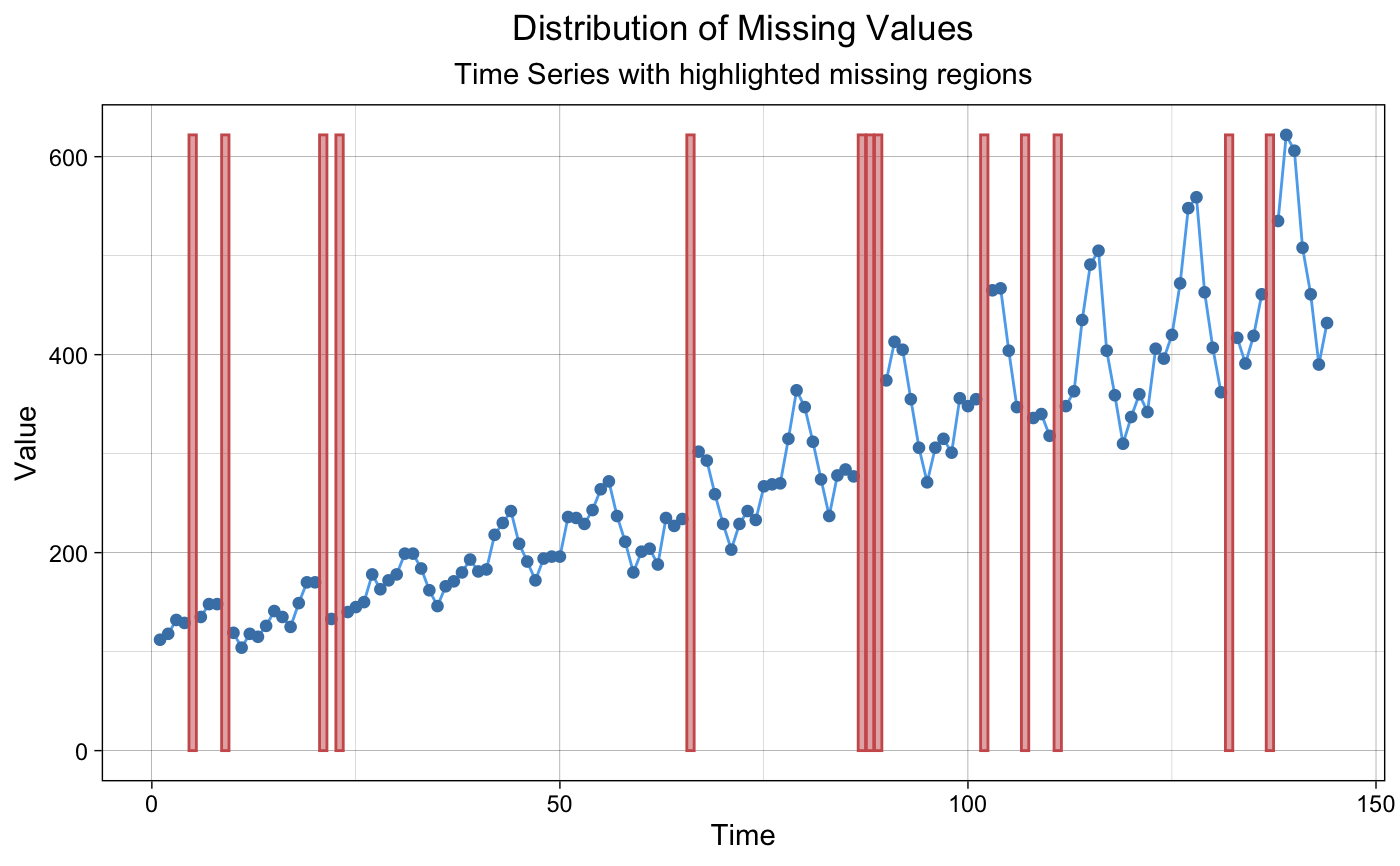 Distribution of Missing Values
Time Series with highlighted missing regions
600
400
200
0
Value
0 50 100 150
Time